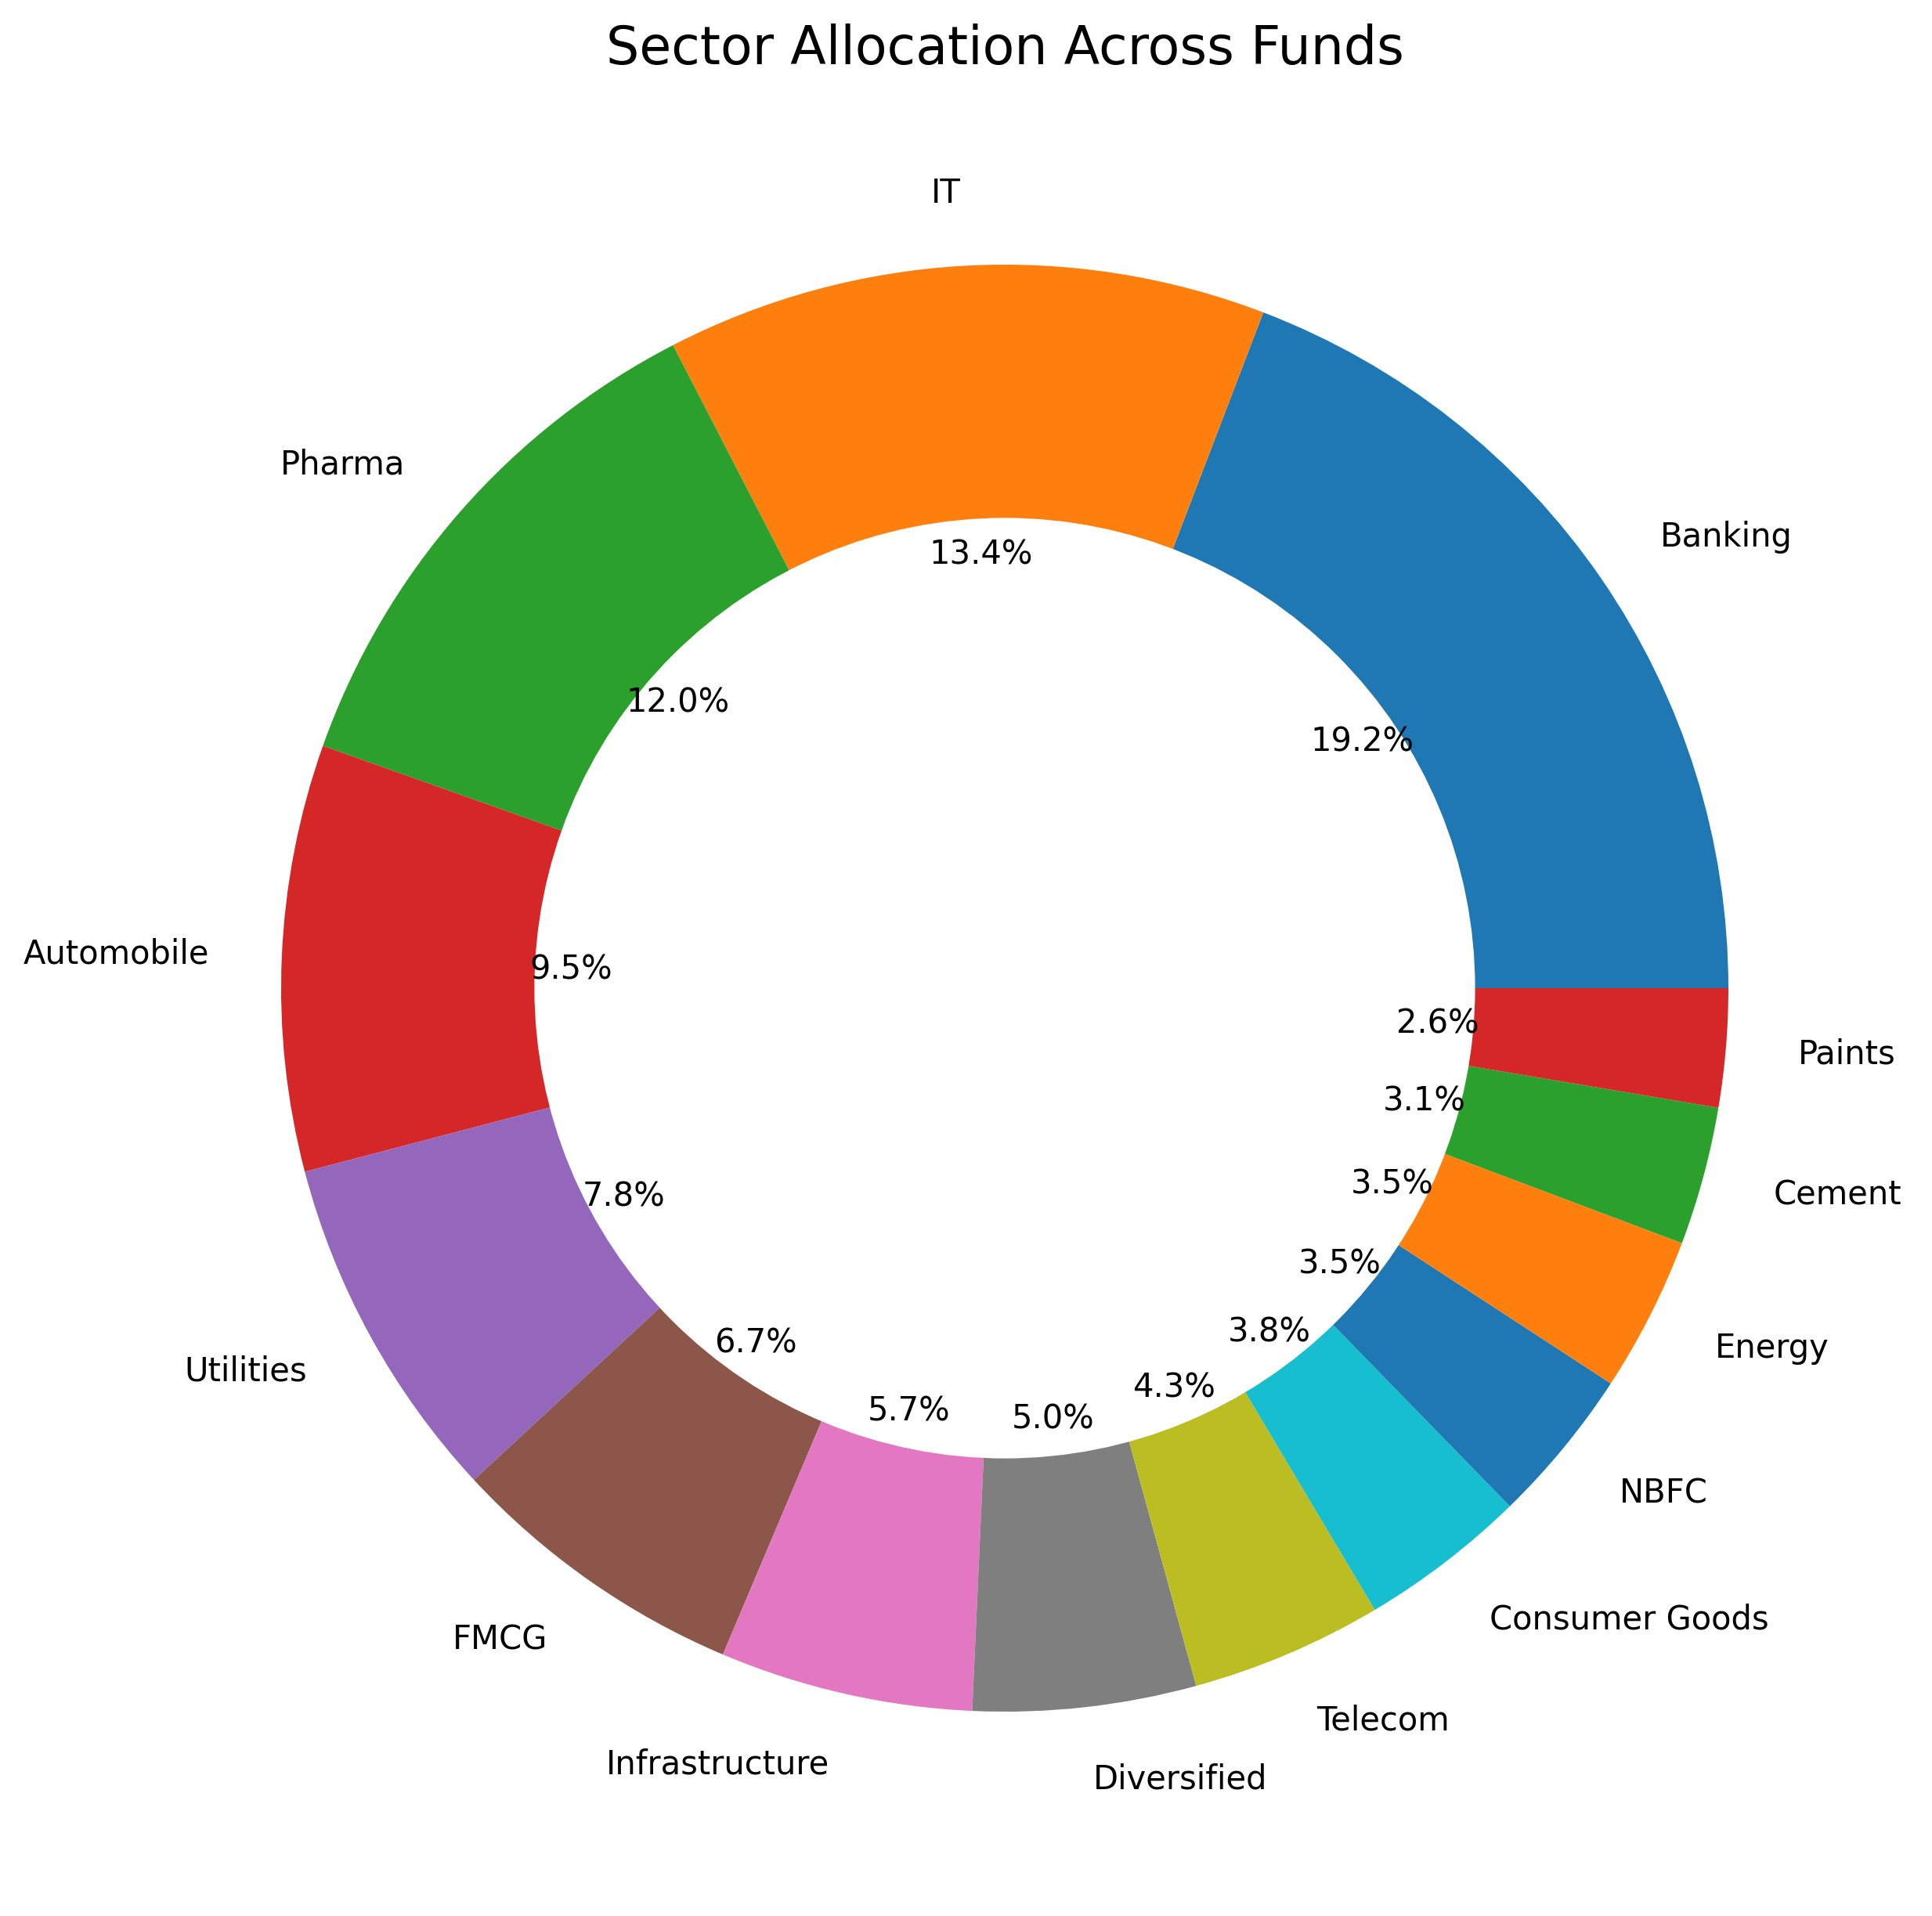 Sector Allocation Across Funds
IT
Banking
Pharma
Automobile
Utilities
FMCG
Infrastructure
Diversified
Telecom
Consumer Goods
NBFC
Energy
Cement
Paints
13.4%
19.2%
12.0%
9.5%
7.8%
6.7%
5.7%
5.0%
4.3%
3.8%
3.5%
3.5%
3.1%
2.6%